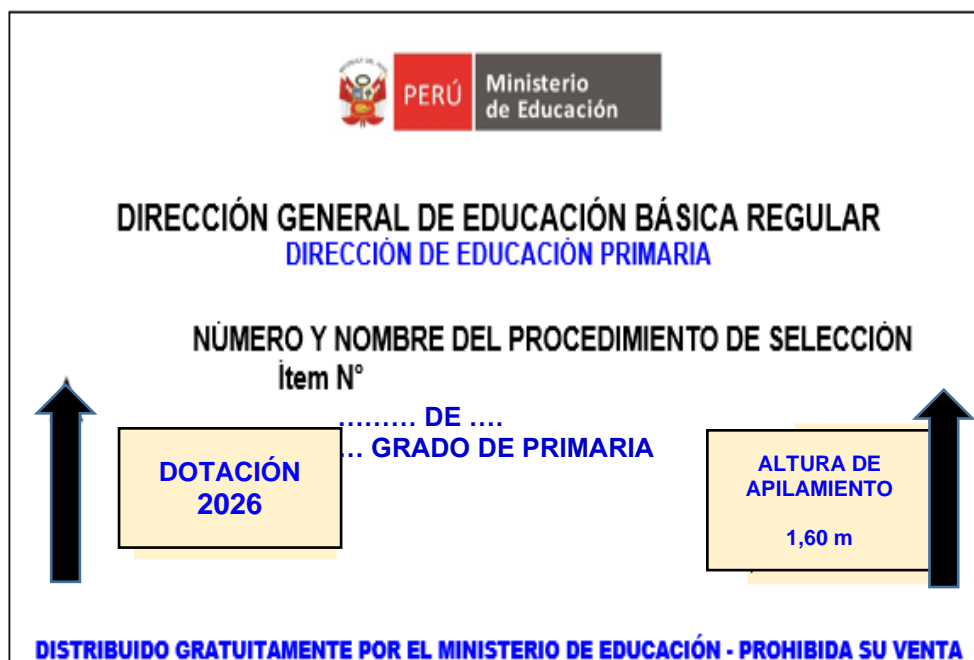 PERÚ
Ministerio
de Educación
DIRECCIÓN GENERAL DE EDUCACIÓN BÁSICA REGULAR
DIRECCIÓN DE EDUCACIÓN PRIMARIA
NÚMERO Y NOMBRE DEL PROCEDIMIENTO DE SELECCIÓN
Ítem N°
......... DE ....
... GRADO DE PRIMARIA
DOTACIÓN
2026
ALTURA DE
APILAMIENTO
1,60 m
DISTRIBUIDO GRATUITAMENTE POR EL MINISTERIO DE EDUCACIÓN - PROHIBIDA SU VENTA